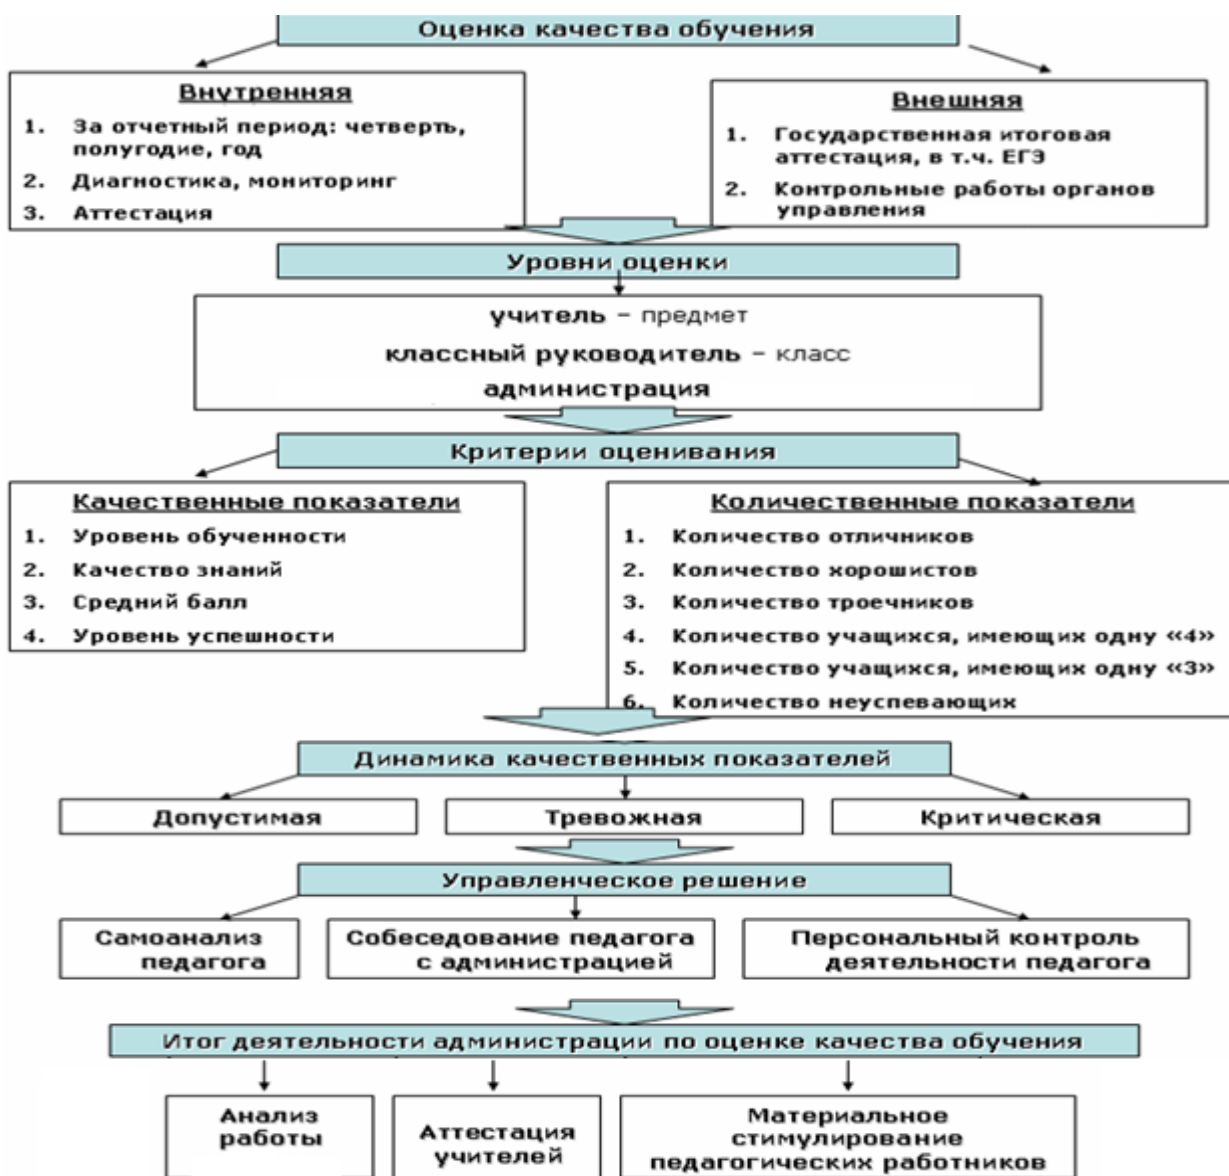 Оценка качества обучения
Внутренняя
1. За отчетный период: четверть,
полугодие, год
2. Диагностика, мониторинг
3. Аттестация
Внешняя
1. Государственная итоговая
аттестация, в т.ч. ЕГЭ
2. Контрольные работы органов
управления
Уровни оценки
учитель – предмет
классный руководитель – класс
администрация
Критерии оценивания
Качественные показатели
1. Уровень обученности
2. Качество знаний
3. Средний балл
4. Уровень успешности
Количественные показатели
1. Количество отличников
2. Количество хорошистов
3. Количество троечников
4. Количество учащихся, имеющих одну «4»
5. Количество учащихся, имеющих одну «3»
6. Количество неуспевающих
Динамика качественных показателей
Допустимая
Тревожная
Критическая
Управленческое решение
Самоанализ
педагога
Собеседование педагога
с администрацией
Персональный контроль
деятельности педагога
Итог деятельности администрации по оценке качества обучения
Анализ
работы
Аттестация
учителей
Материальное
стимулирование
педагогических работников